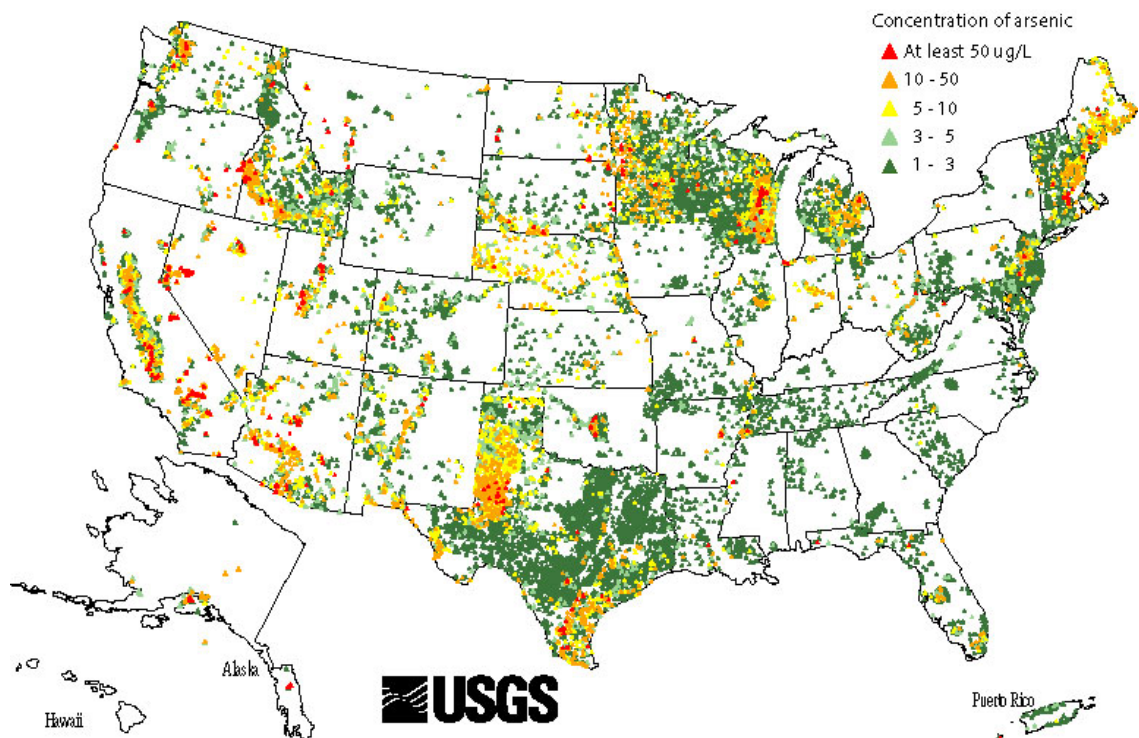 Concentration of arsenic
At least 50 ug/L
10 - 50
5 - 10
3 - 5
1 - 3
Alaska
Hawaii
USGS
Puerto Rico